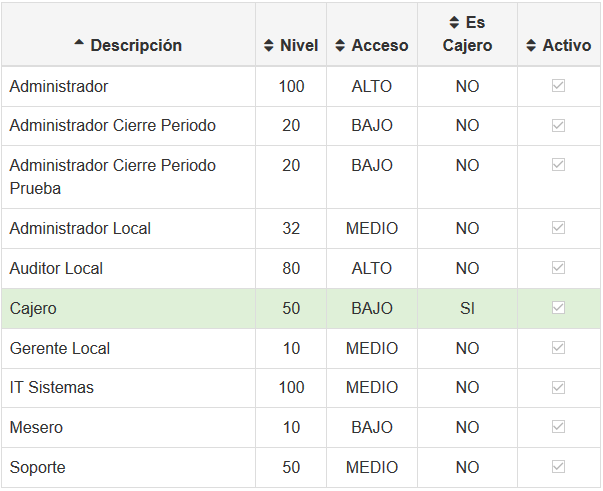 Descripción Nivel Acceso Es Cajero Activo
Administrador 100 ALTO NO
Administrador Cierre Periodo 20 BAJO NO
Administrador Cierre Periodo Prueba 20 BAJO NO
Administrador Local 32 MEDIO NO
Auditor Local 80 ALTO NO
Cajero 50 BAJO SI
Gerente Local 10 MEDIO NO
IT Sistemas 100 MEDIO NO
Mesero 10 BAJO NO
Soporte 50 MEDIO NO